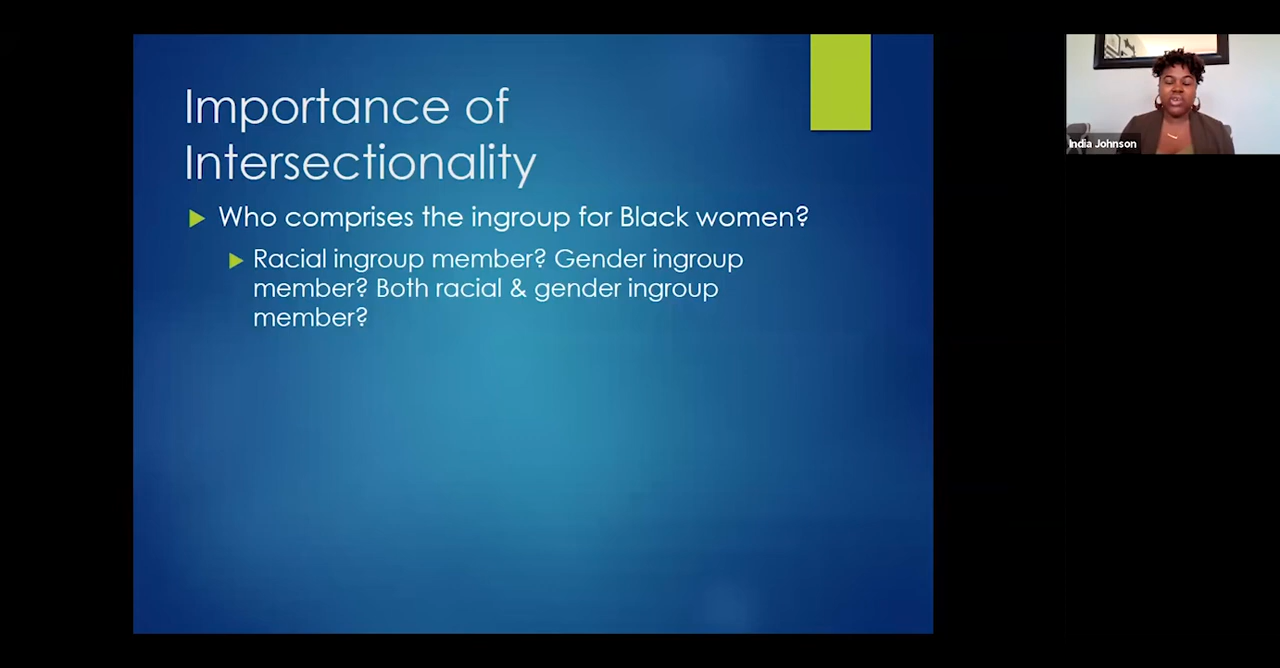 Importance of
Intersectionality
Who comprises the ingroup for Black women?
Racial ingroup member? Gender ingroup
member? Both racial & gender ingroup
member?
India Johnson